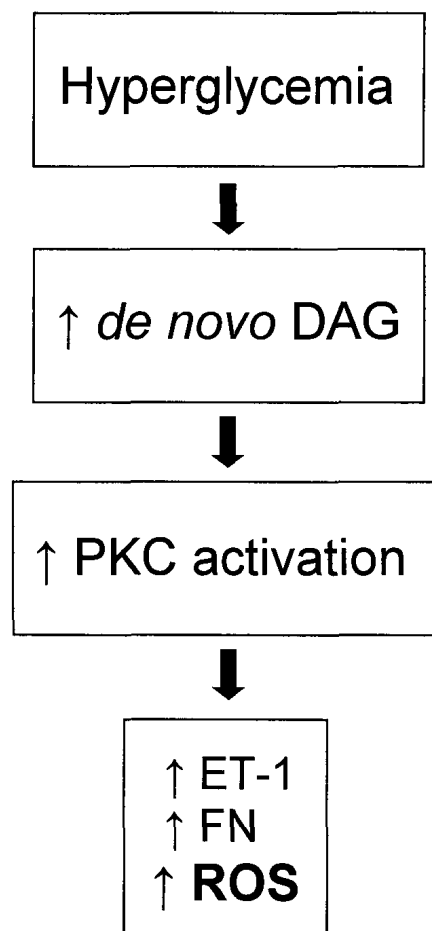 Hyperglycemia
↑ de novo DAG
↑ PKC activation
↑ ET-1
↑ FN
↑ ROS